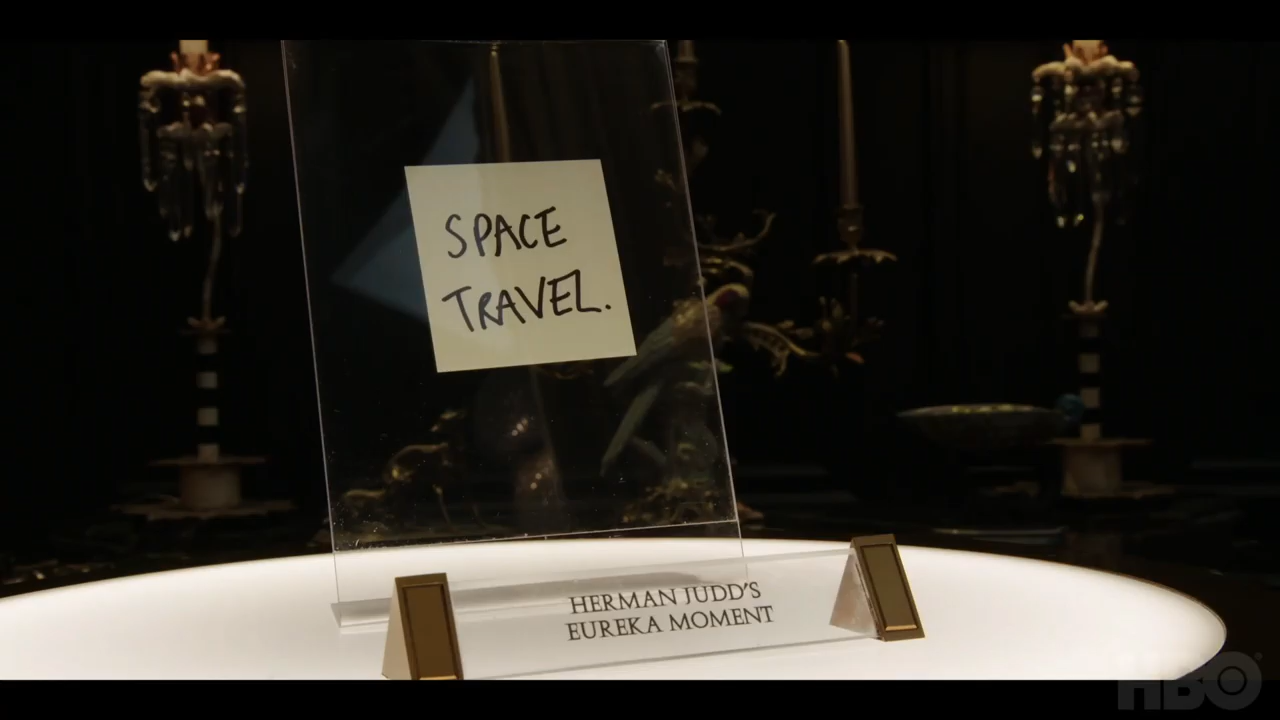 SPACE
TRAVEL.
HERMAN JUDD'S
EUREKA MOMENT
HBO